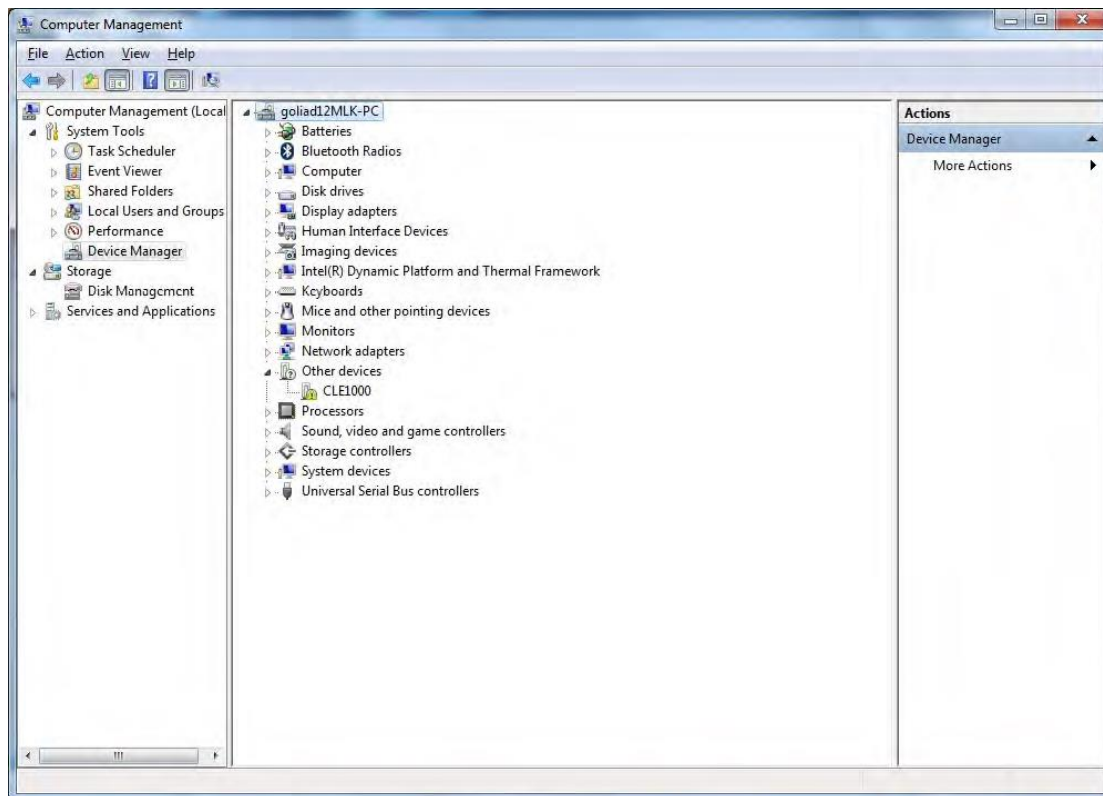 Computer Management
File Action View Help
Computer Management (Local
System Tools
Task Scheduler
Event Viewer
Shared Folders
Local Users and Groups
Performance
Device Manager
Storage
Disk Management
Services and Applications
goliad12MLK-PC
Batteries
Bluetooth Radios
Computer
Disk drives
Display adapters
Human Interface Devices
Imaging devices
Intel(R) Dynamic Platform and Thermal Framework
Keyboards
Mice and other pointing devices
Monitors
Network adapters
Other devices
CLE1000
Processors
Sound, video and game controllers
Storage controllers
System devices
Universal Serial Bus controllers
Actions
Device Manager
More Actions